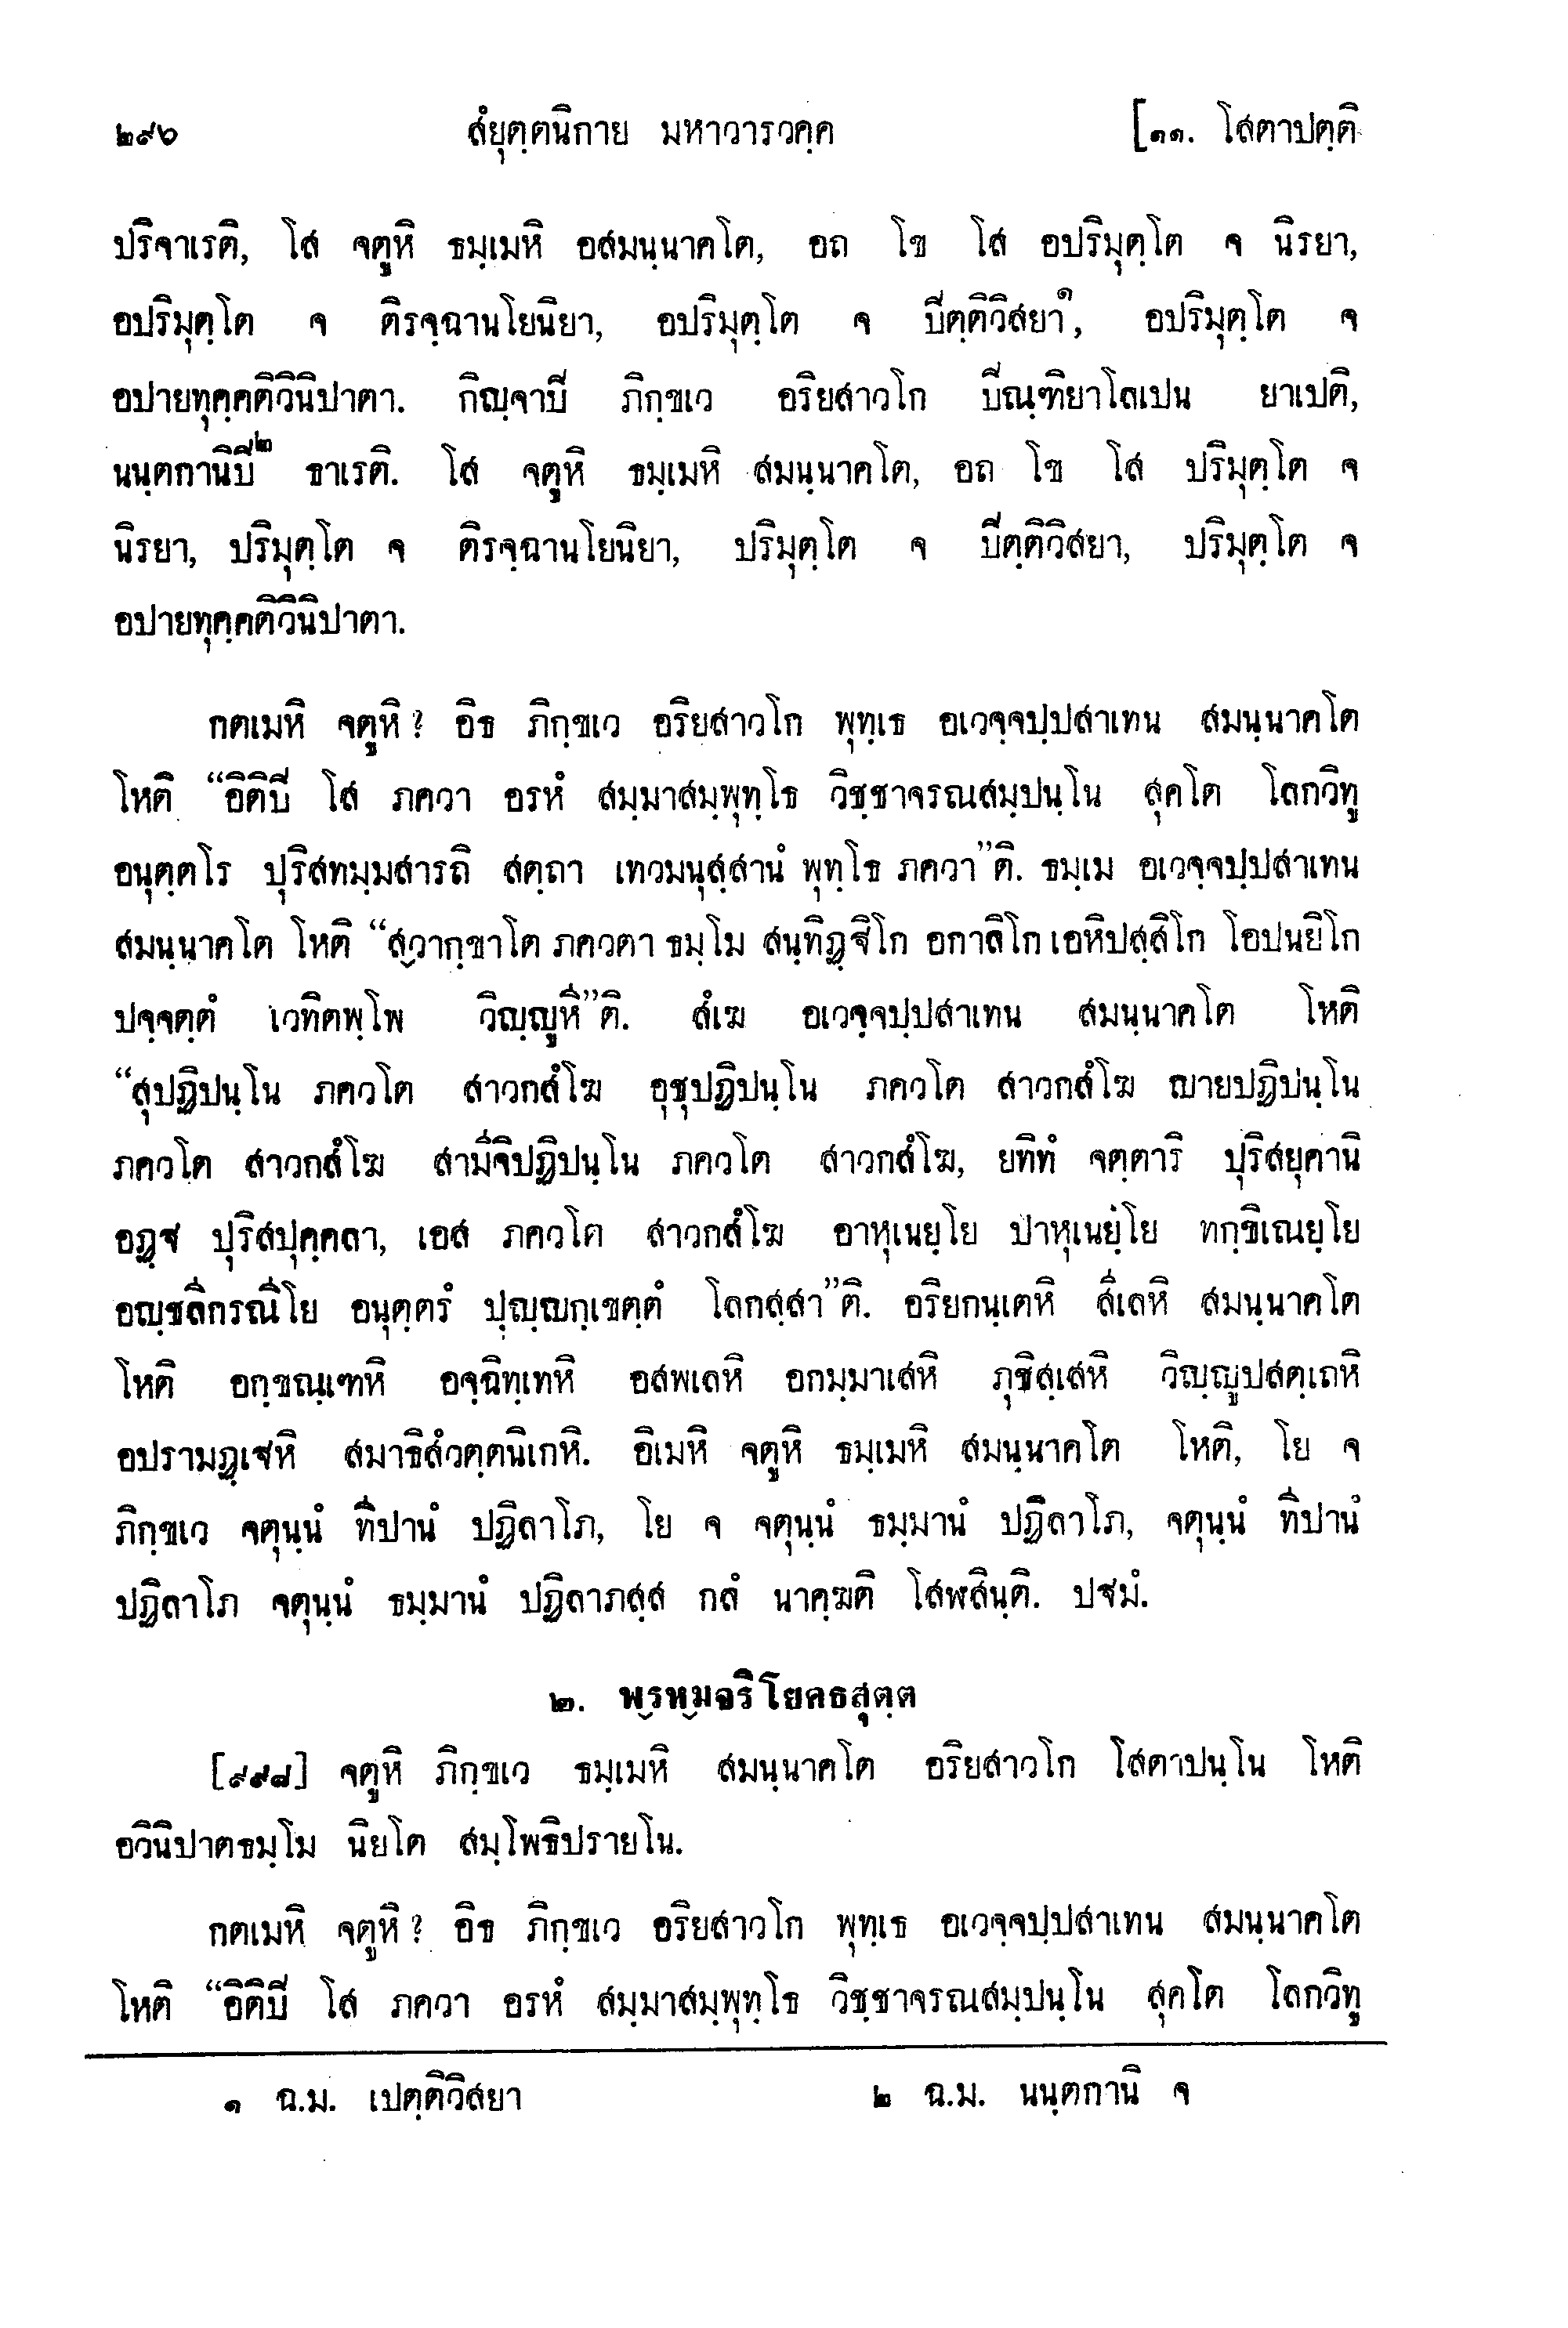 ๒๙๖ สํยุตฺตนิกาย มหาวารวคฺค [๑๑. โสตาปตฺติ
ปริจาเรติ, โส จตูหิ ธมฺเมหิ อสมนฺนาคโต, อถ โข โส อปริมุตฺโต จ นิรยา,
อปริมุตฺโต จ ติรจฺฉานโยนิยา, อปริมุตฺโต จ ปีตฺติวิสยา๑, อปริมุตฺโต จ
อปายทุคฺคติวินิปาตา. กิญฺจาปิ ภิกฺขเว อริยสาวโก ปิณฺฑิยาโลเปน ยาเปติ,
นนฺตกานิปิ๒ ธาเรติ. โส จตูหิ ธมฺเมหิ สมนฺนาคโต, อถ โข โส ปริมุตฺโต จ
นิรยา, ปริมุตฺโต จ ติรจฺฉานโยนิยา, ปริมุตฺโต จ ปีตฺติวิสยา, ปริมุตฺโต จ
อปายทุคฺคติวินิปาตา.
กตเมหิ จตูหิ? อิธ ภิกฺขเว อริยสาวโก พุทฺเธ อเวจฺจปฺปสาเทน สมนฺนาคโต
โหติ “อิติปิ โส ภควา อรหํ สมฺมาสมฺพุทฺโธ วิชฺชาจรณสมฺปนฺโน สุคโต โลกวิทู
อนุตฺตโร ปุริสทมฺมสารถิ สตฺถา เทวมนุสฺสานํ พุทฺโธ ภควา”ติ. ธมฺเม อเวจฺจปฺปสาเทน
สมนฺนาคโต โหติ “สฺวากฺขาโต ภควตา ธมฺโม สนฺทิฏฺฐิโก อกาลิโก เอหิปสฺสิโก โอปนยิโก
ปจฺจตฺตํ เวทิตพฺโพ วิญฺญูหี”ติ. สํเฆ อเวจฺจปฺปสาเทน สมนฺนาคโต โหติ
“สุปฏิปนฺโน ภควโต สาวกสํโฆ อุชุปฏิปนฺโน ภควโต สาวกสํโฆ ญายปฏิปนฺโน
ภควโต สาวกสํโฆ สามีจิปฏิปนฺโน ภควโต สาวกสํโฆ, ยทิทํ จตฺตาริ ปุริสยุคานิ
อฏฺฐ ปุริสปุคฺคลา, เอส ภควโต สาวกสํโฆ อาหุเนยฺโย ปาหุเนยฺโย ทกฺขิเณยฺโย
อญฺชลีกรณีโย อนุตฺตรํ ปุญฺญกฺเขตฺตํ โลกสฺสา”ติ. อริยกนฺเตหิ สีเลหิ สมนฺนาคโต
โหติ อกฺขณฺเฑหิ อจฺฉิทฺเทหิ อสพเลหิ อกมฺมาเสหิ ภุชิสฺเสหิ วิญฺญูปสตฺเถหิ
อปรามฏฺเฐหิ สมาธิสํวตฺตนิเกหิ. อิเมหิ จตูหิ ธมฺเมหิ สมนฺนาคโต โหติ, โย จ
ภิกฺขเว จตุนฺนํ ทีปานํ ปฏิลาโภ, โย จ จตุนฺนํ ธมฺมานํ ปฏิลาโภ, จตุนฺนํ ทีปานํ
ปฏิลาโภ จตุนฺนํ ธมฺมานํ ปฏิลาภสฺส กลํ นาคฺฆติ โสฬสินฺติ. ปฐมํ.
๒. พฺรหฺมจริโยคธสุตฺต
[๙๙๘] จตูหิ ภิกฺขเว ธมฺเมหิ สมนฺนาคโต อริยสาวโก โสตาปนฺโน โหติ
อวินิปาตธมฺโม นิยโต สมฺโพธิปรายโน.
กตเมหิ จตูหิ? อิธ ภิกฺขเว อริยสาวโก พุทฺเธ อเวจฺจปฺปสาเทน สมนฺนาคโต
โหติ “อิติปิ โส ภควา อรหํ สมฺมาสมฺพุทฺโธ วิชฺชาจรณสมฺปนฺโน สุคโต โลกวิทู
๑ ฉ.ม. เปตฺติวิสยา ๒ ฉ.ม. นนฺตกานิ จ